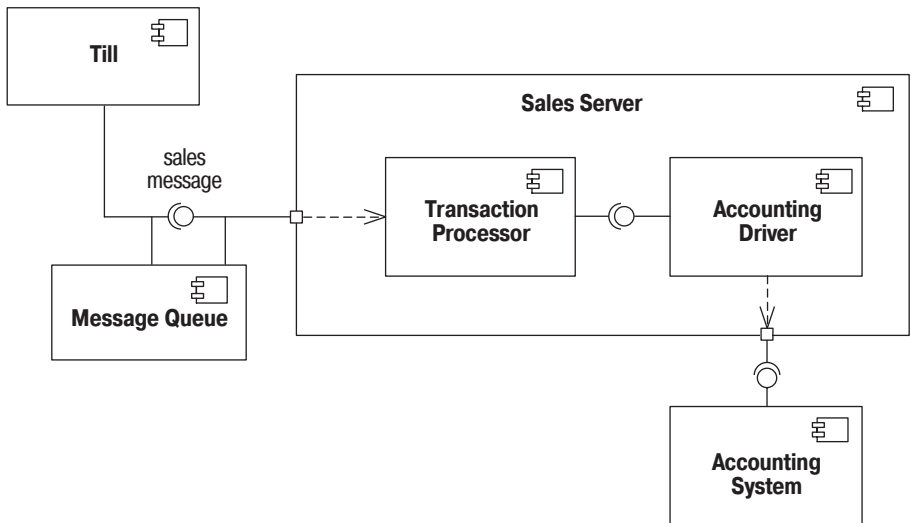 Till
Sales Server
sales
message
Transaction
Processor
Accounting
Driver
Message Queue
Accounting
System